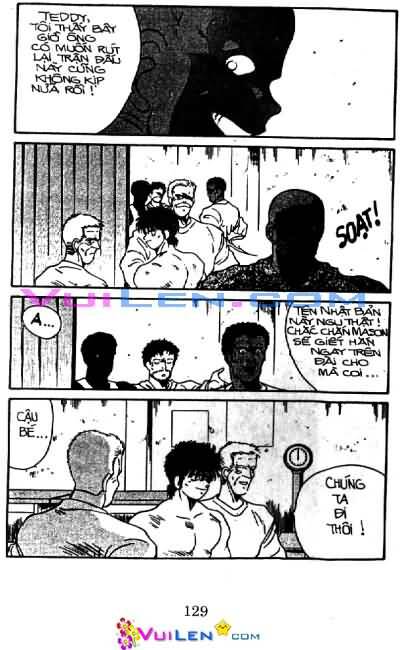 TEDDY,
TÔI THẤY BÂY
GIỜ ÔNG
CÓ MUỐN RÚT
LẠI TRẬN ĐẤU
NÀY CŨNG
KHÔNG KỊP
NỮA RỒI!
SOẠT!
VUILEN.COM
À...
TÊN NHẬT BẢN
NÀY NGU THẬT!
CHẮC CHẮN MASON
SẼ GIẾT HẮN
NGAY TRÊN
ĐÀI CHO
MÀ COI...
CẬU
BÉ...
CHÚNG
TA
ĐI
THÔI!
129
VUILEN.COM